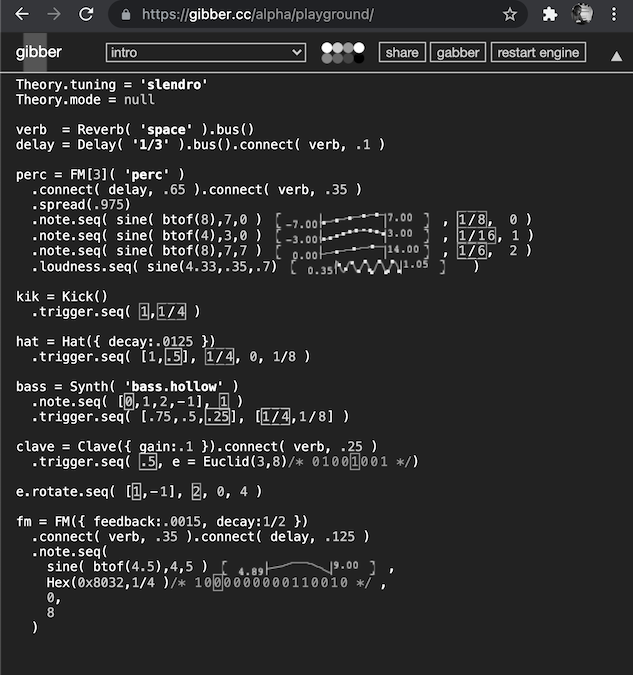 https://gibber.cc/alpha/playground/
gibber intro share gabber restart engine
Theory.tuning = 'slendro'
Theory.mode = null
verb = Reverb( 'space' ).bus()
delay = Delay( '1/3' ).bus().connect( verb, .1 )
perc = FM[3]( 'perc' )
.connect( delay, .65 ).connect( verb, .35 )
.spread(.975)
.note.seq( sine( btof(8),7,0 ) [ -7.00 7.00 ] , 1/8, 0 )
.note.seq( sine( btof(4),3,0 ) [ -3.00 3.00 ] , 1/16, 1 )
.note.seq( sine( btof(8),7,7 ) [ 0.00 14.00 ] , 1/6, 2 )
.loudness.seq( sine(4.33,.35,.7) [ 0.35 1.05 ] )
kik = Kick()
.trigger.seq( 1,1/4 )
hat = Hat({ decay:.0125 })
.trigger.seq( [1,.5], 1/4, 0, 1/8 )
bass = Synth( 'bass.hollow' )
.note.seq( [0,1,2,-1], 1 )
.trigger.seq( [.75,.5,.25], [1/4,1/8] )
clave = Clave({ gain:.1 }).connect( verb, .25 )
.trigger.seq( .5, e = Euclid(3,8)/* 01001001 */)
e.rotate.seq( [1,-1], 2, 0, 4 )
fm = FM({ feedback:.0015, decay:1/2 })
.connect( verb, .35 ).connect( delay, .125 )
.note.seq(
sine( btof(4.5),4,5 ) [ 4.89 9.00 ] ,
Hex(0x8032,1/4 )/* 1000000000110010 */ ,
0,
8
)